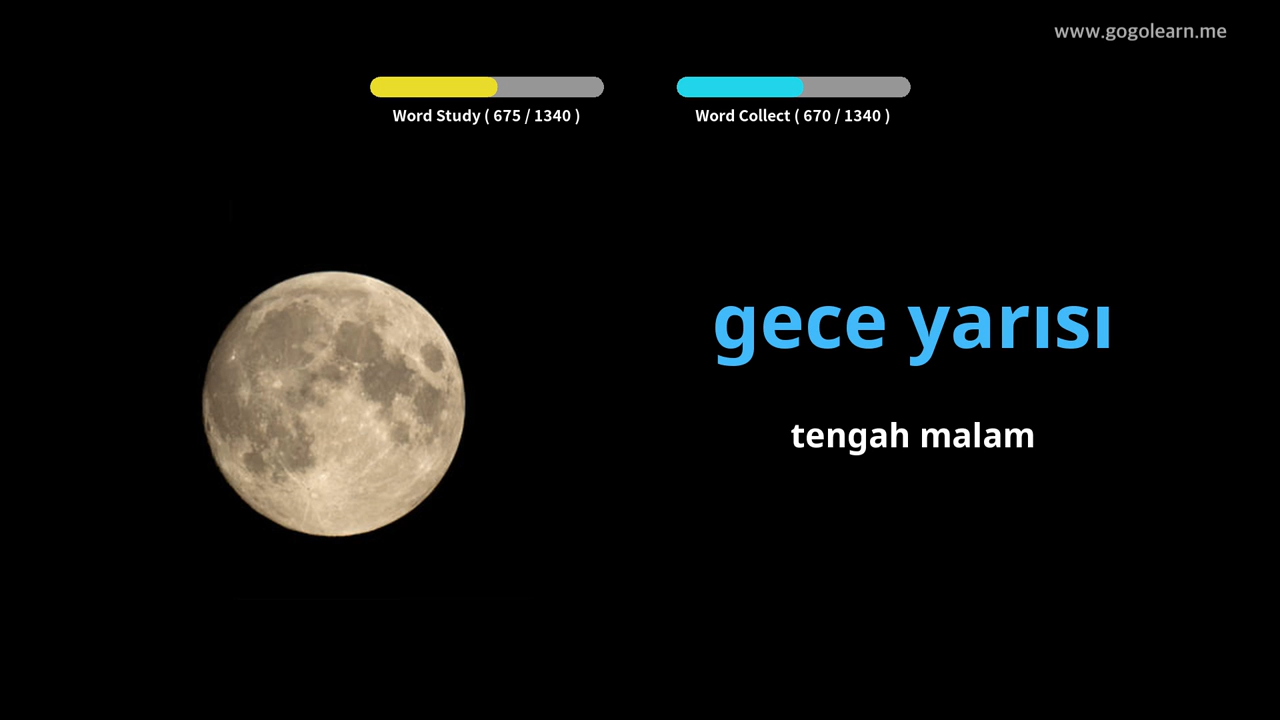 www.gogolearn.me
Word Study ( 675 / 1340 )
Word Collect ( 670 / 1340 )
gece yarısı
tengah malam